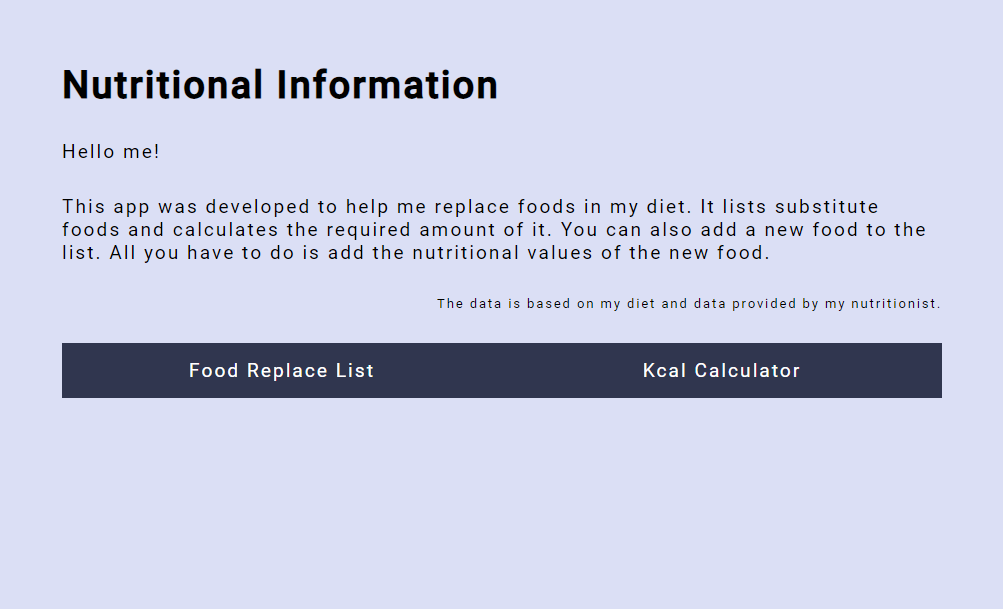 Nutritional Information
Hello me!
This app was developed to help me replace foods in my diet. It lists substitute
foods and calculates the required amount of it. You can also add a new food to the
list. All you have to do is add the nutritional values of the new food.
The data is based on my diet and data provided by my nutritionist.
Food Replace List
Kcal Calculator